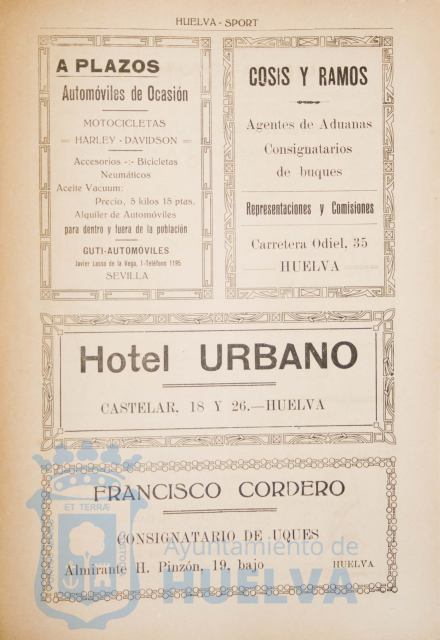 HUELVA - SPORT
A PLAZOS
Automóviles de Ocasión
MOTOCICLETAS
HARLEY - DAVIDSON
Accesorios -:- Bicicletas
Neumáticos
Aceite Vacuum:
Precio, 5 kilos 15 ptas.
Alquiler de Automóviles
para dentro y fuera de la población
GUTI-AUTOMÓVILES
Javier Lasso de la Vega, 1-Teléfono 1195
SEVILLA
COSIS Y RAMOS
Agentes de Aduanas
Consignatarios
de buques
Representaciones y Comisiones
Carretera Odiel, 35
HUELVA
Hotel URBANO
CASTELAR, 18 Y 26.—HUELVA
FRANCISCO CORDERO
CONSIGNATARIO DE UQUES
Almirante H. Pinzón, 19, bajo
HUELVA
ET TERRÆ
Ayuntamiento de
HUELVA